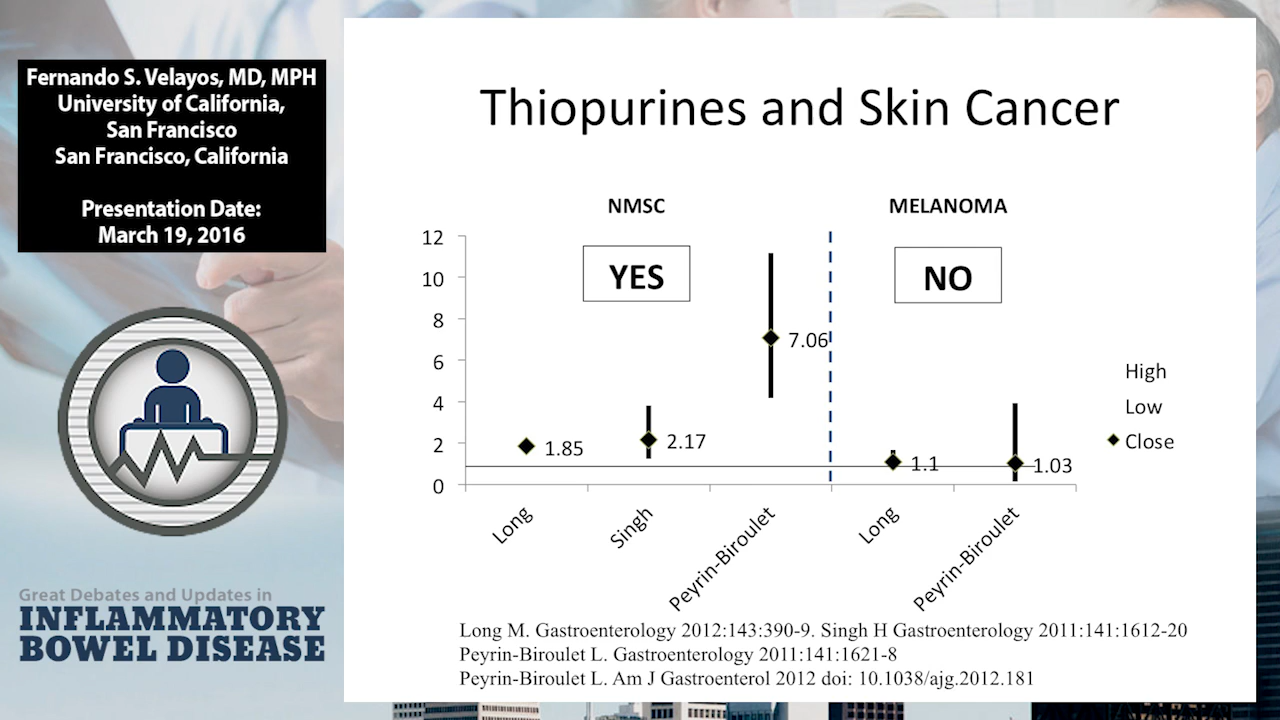 Fernando S. Velayos, MD, MPH
University of California,
San Francisco
San Francisco, California
Presentation Date:
March 19, 2016
Great Debates and Updates in
INFLAMMATORY
BOWEL DISEASE
Thiopurines and Skin Cancer
NMSC
MELANOMA
YES
NO
12
10
8
6
4
2
0
1.85
2.17
7.06
1.1
1.03
High
Low
Close
Long
Singh
Peyrin-Biroulet
Long
Peyrin-Biroulet
Long M. Gastroenterology 2012:143:390-9. Singh H Gastroenterology 2011:141:1612-20
Peyrin-Biroulet L. Gastroenterology 2011:141:1621-8
Peyrin-Biroulet L. Am J Gastroenterol 2012 doi: 10.1038/ajg.2012.181